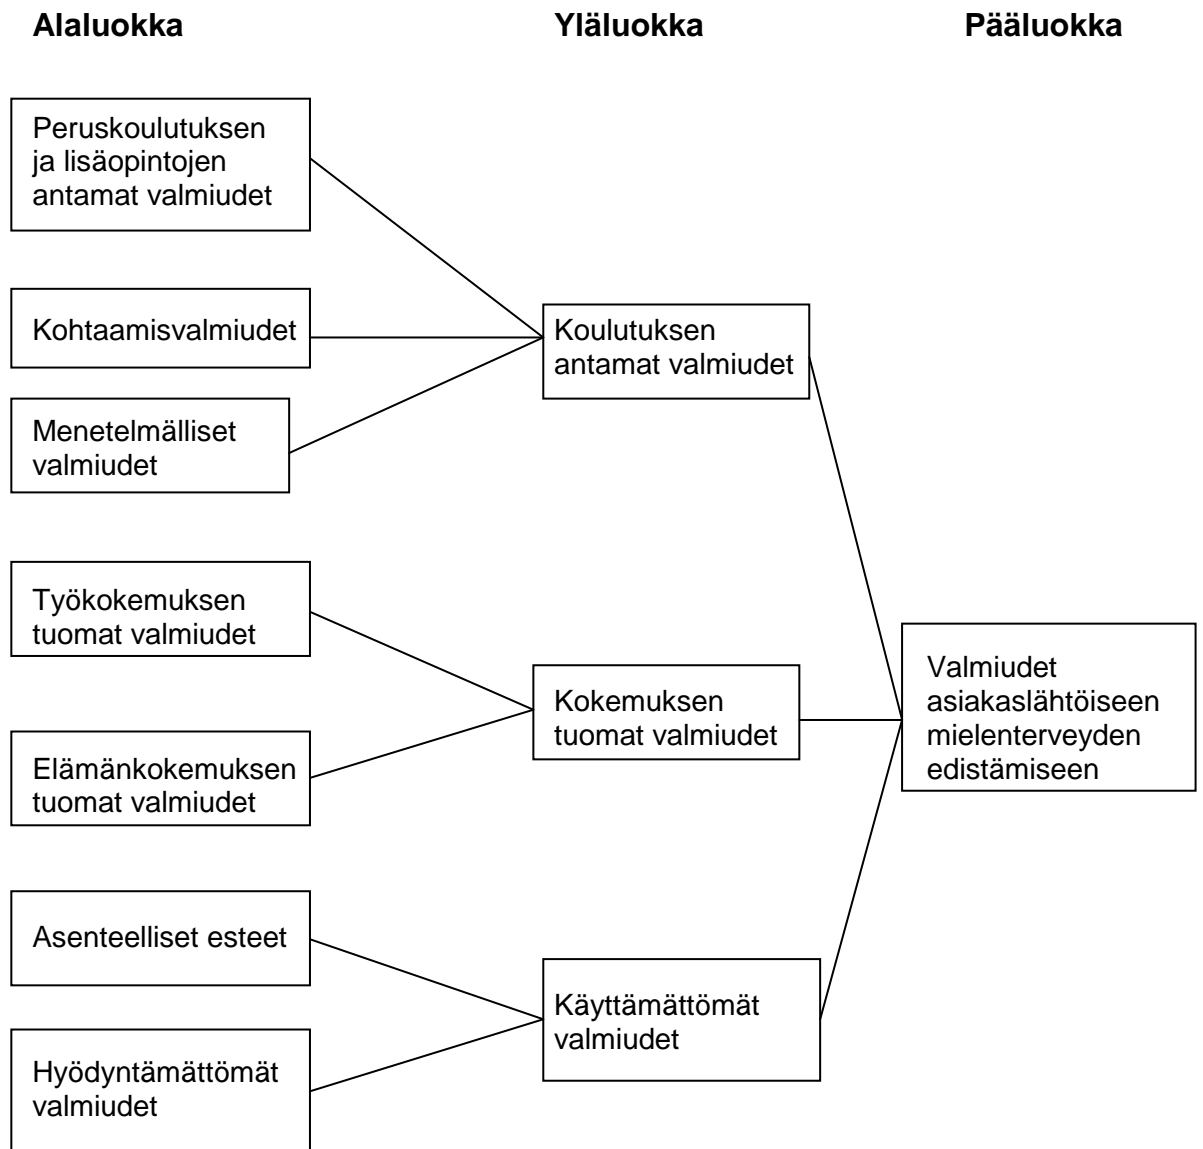 Alaluokka
Yläluokka
Pääluokka
Peruskoulutuksen
ja lisäopintojen
antamat valmiudet
Kohtaamisvalmiudet
Menetelmälliset
valmiudet
Työkokemuksen
tuomat valmiudet
Elämänkokemuksen
tuomat valmiudet
Asenteelliset esteet
Hyödyntämättömät
valmiudet
Koulutuksen
antamat valmiudet
Kokemuksen
tuomat valmiudet
Käyttämättömät
valmiudet
Valmiudet
asiakaslähtöiseen
mielenterveyden
edistämiseen